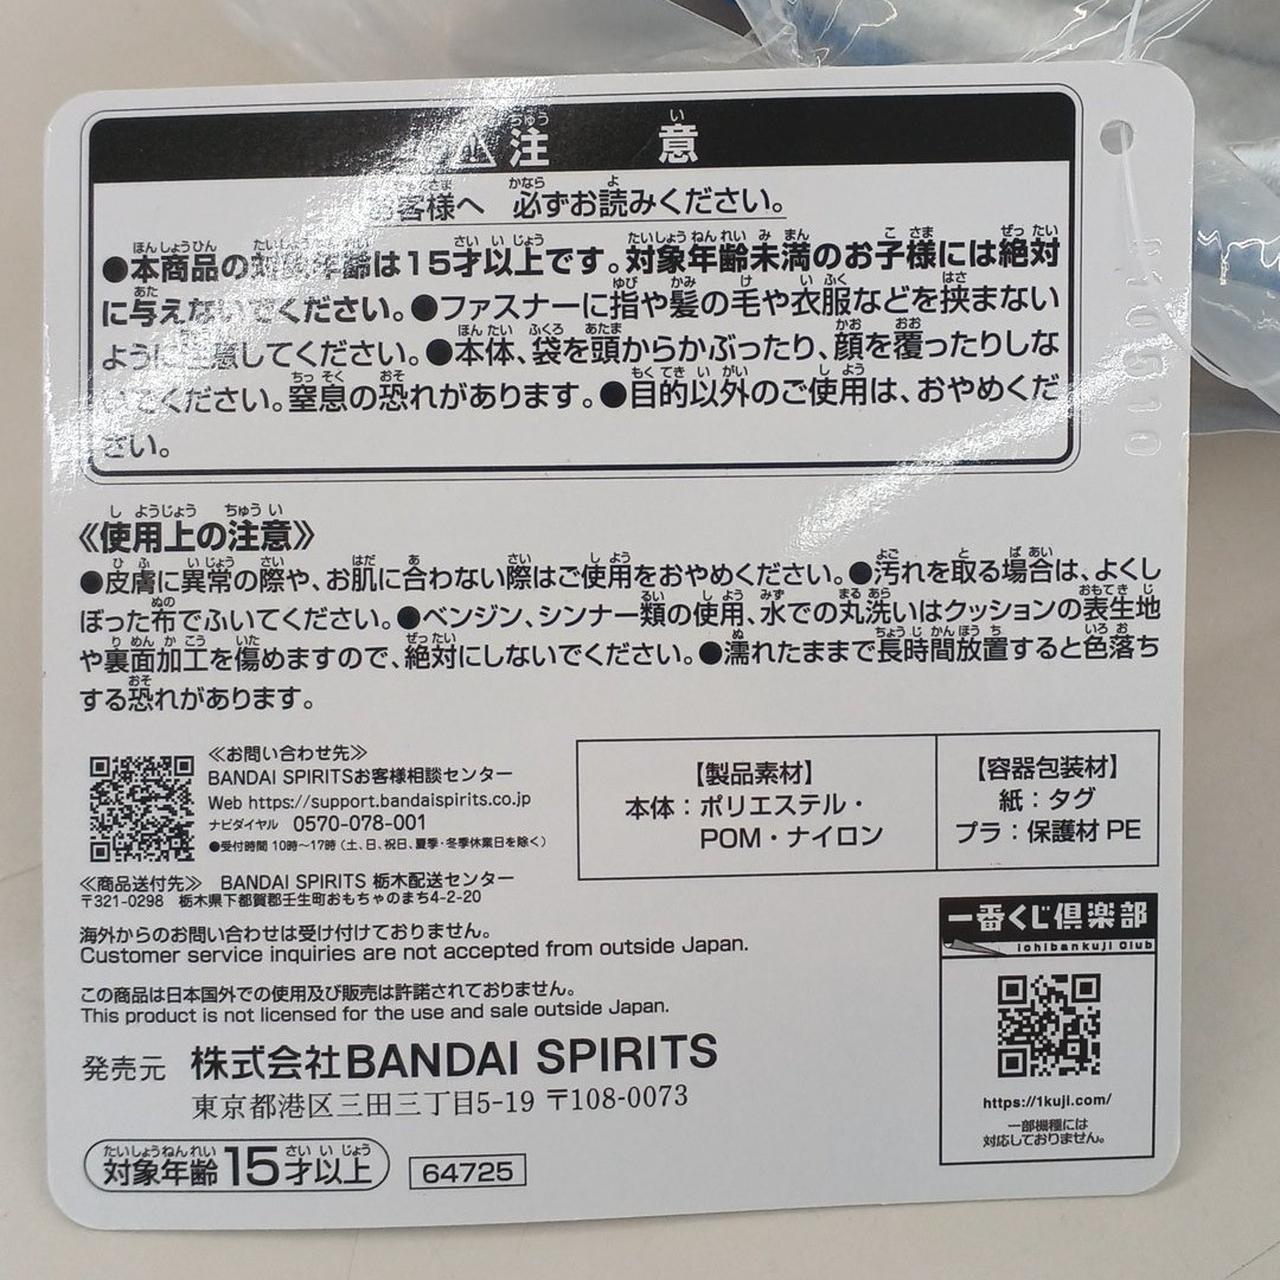 注意
お客様へ 必ずお読みください。
●本商品の対象年齢は15才以上です。対象年齢未満のお子様には絶対
に与えないでください。●ファスナーに指や髪の毛や衣服などを挟まない
ように注意してください。●本体、袋を頭からかぶったり、顔を覆ったりしな
いでください。窒息の恐れがあります。●目的以外のご使用は、おやめくだ
さい。
《使用上の注意》
●皮膚に異常の際や、お肌に合わない際はご使用をおやめください。●汚れを取る場合は、よくし
ぼった布でふいてください。●ベンジン、シンナー類の使用、水での丸洗いはクッションの表生地
や裏面加工を傷めますので、絶対にしないでください。●濡れたままで長時間放置すると色落ち
する恐れがあります。
≪お問い合わせ先≫
BANDAI SPIRITSお客様相談センター
Web https://support.bandaispirits.co.jp
ナビダイヤル 0570-078-001
●受付時間 10時〜17時（土、日、祝日、夏季・冬季休業日を除く）
≪商品送付先≫ BANDAI SPIRITS 栃木配送センター
〒321-0298 栃木県下都賀郡壬生町おもちゃのまち4-2-20
【製品素材】
本体：ポリエステル・
POM・ナイロン
【容器包装材】
紙：タグ
プラ：保護材 PE
海外からのお問い合わせは受け付けておりません。
Customer service inquiries are not accepted from outside Japan.
この商品は日本国外での使用及び販売は許諾されておりません。
This product is not licensed for the use and sale outside Japan.
発売元 株式会社BANDAI SPIRITS
東京都港区三田三丁目5-19 〒108-0073
対象年齢15才以上
64725
一番くじ倶楽部
ichibankuji Club
https://1kuji.com/
一部機種には
対応しておりません。